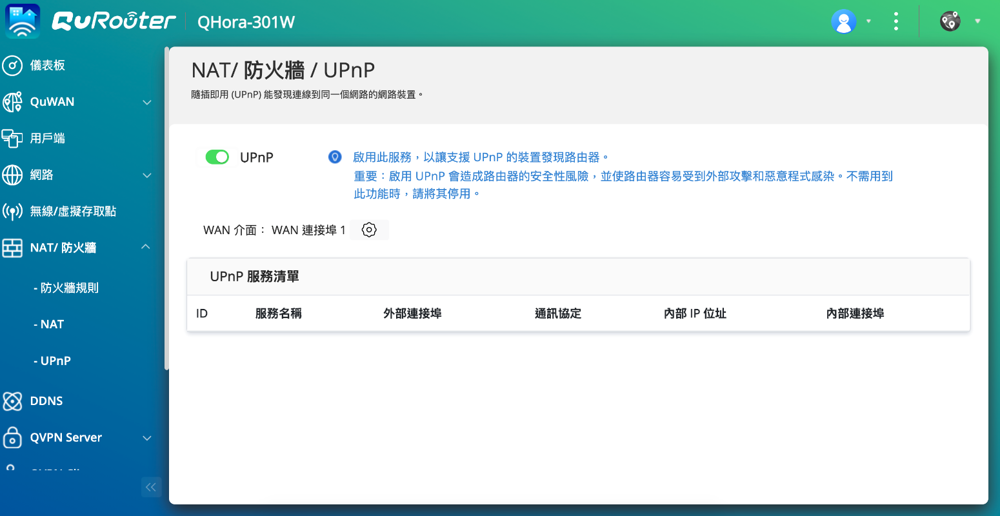 QuRouter
QHora-301W
儀表板
QuWAN
用戶端
網路
無線/虛擬存取點
NAT/ 防火牆
- 防火牆規則
- NAT
- UPnP
DDNS
QVPN Server
NAT/ 防火牆 / UPnP
隨插即用 (UPnP) 能發現連線到同一個網路的網路裝置。
UPnP
啟用此服務，以讓支援 UPnP 的裝置發現路由器。
重要：啟用 UPnP 會造成路由器的安全性風險，並使路由器容易受到外部攻擊和惡意程式感染。不需用到
此功能時，請將其停用。
WAN 介面： WAN 連接埠 1
UPnP 服務清單
ID 服務名稱 外部連接埠 通訊協定 內部 IP 位址 內部連接埠